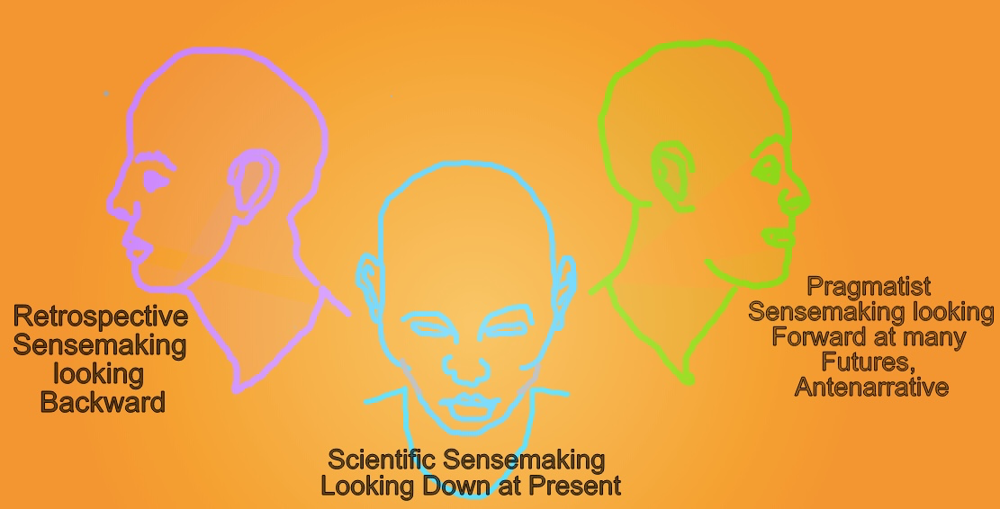 Retrospective
Sensemaking
looking
Backward
Scientific Sensemaking
Looking Down at Present
Pragmatist
Sensemaking looking
Forward at many
Futures,
Antenarrative